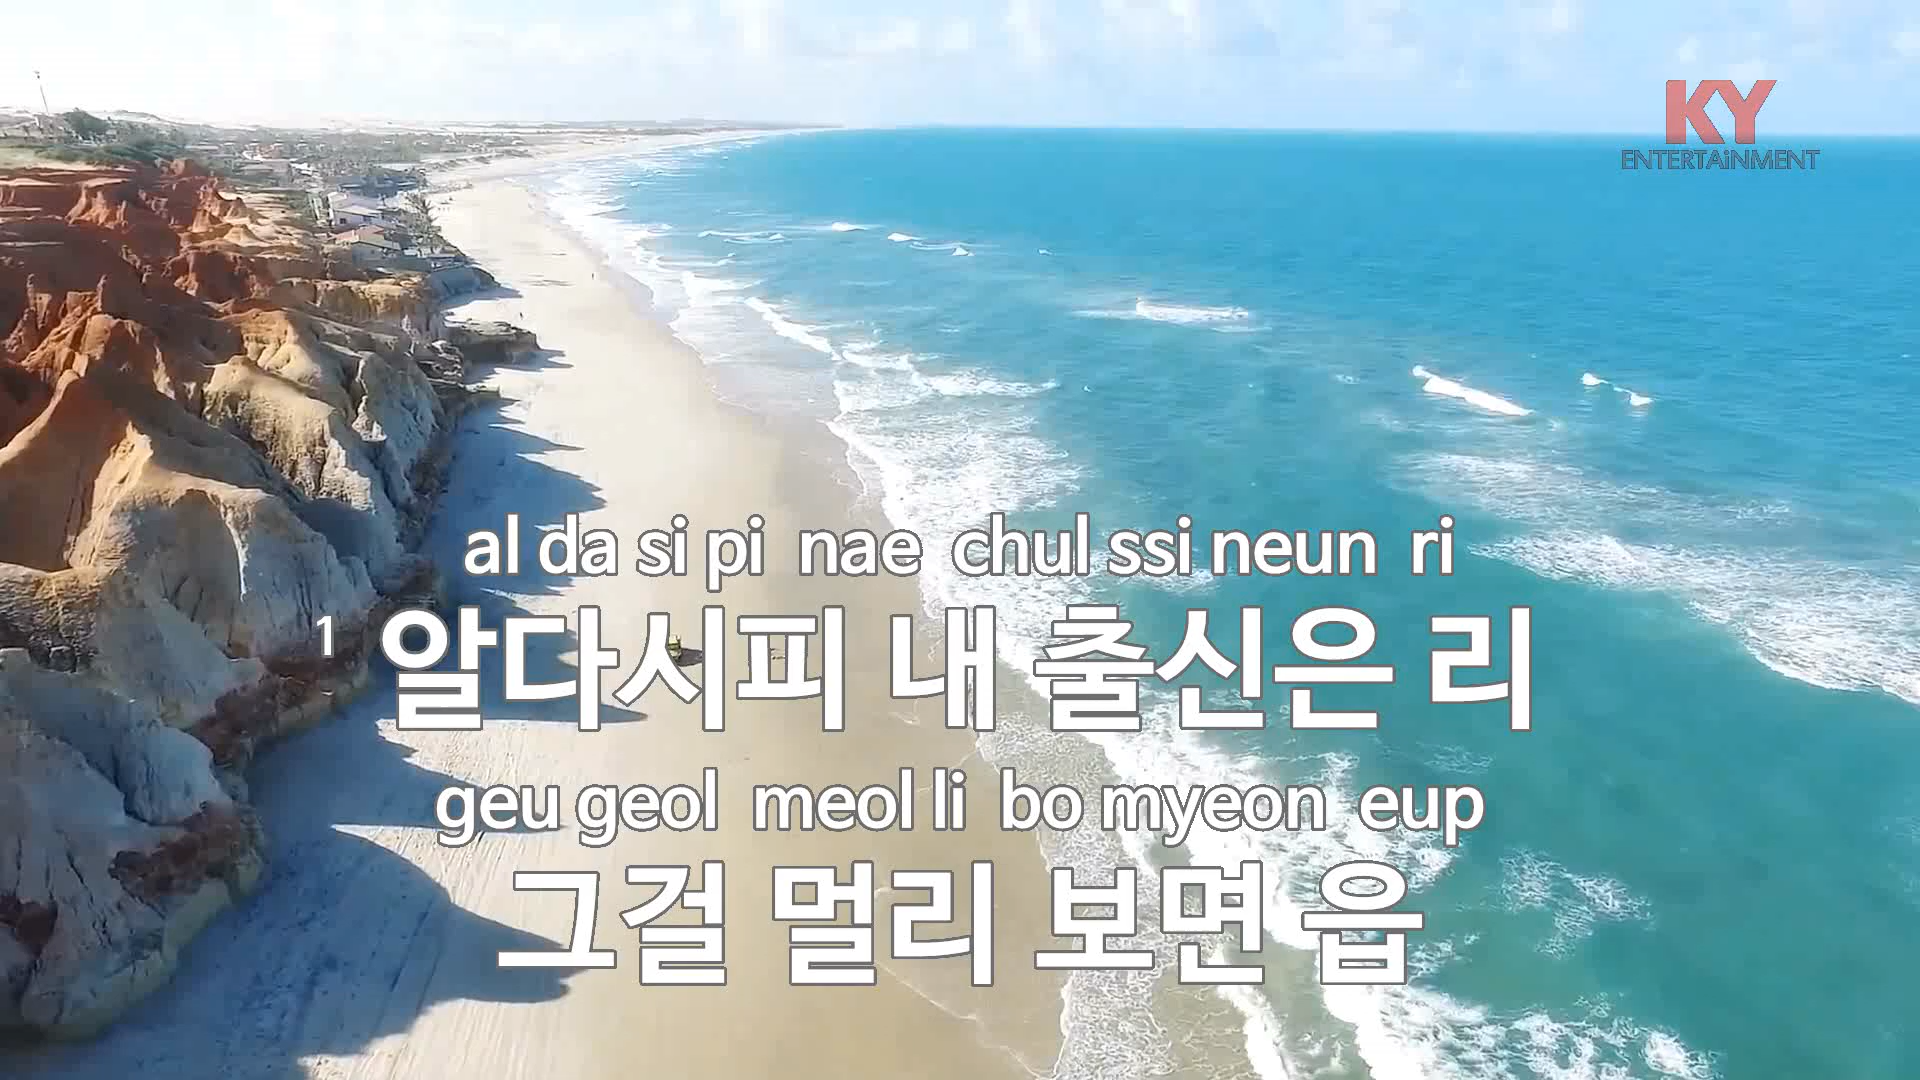 KY
ENTERTAiNMENT
al da si pi nae chul ssi neun ri
1 알다시피 내 출신은 리
geu geol meol li bo myeon eup
그걸 멀리 보면 읍